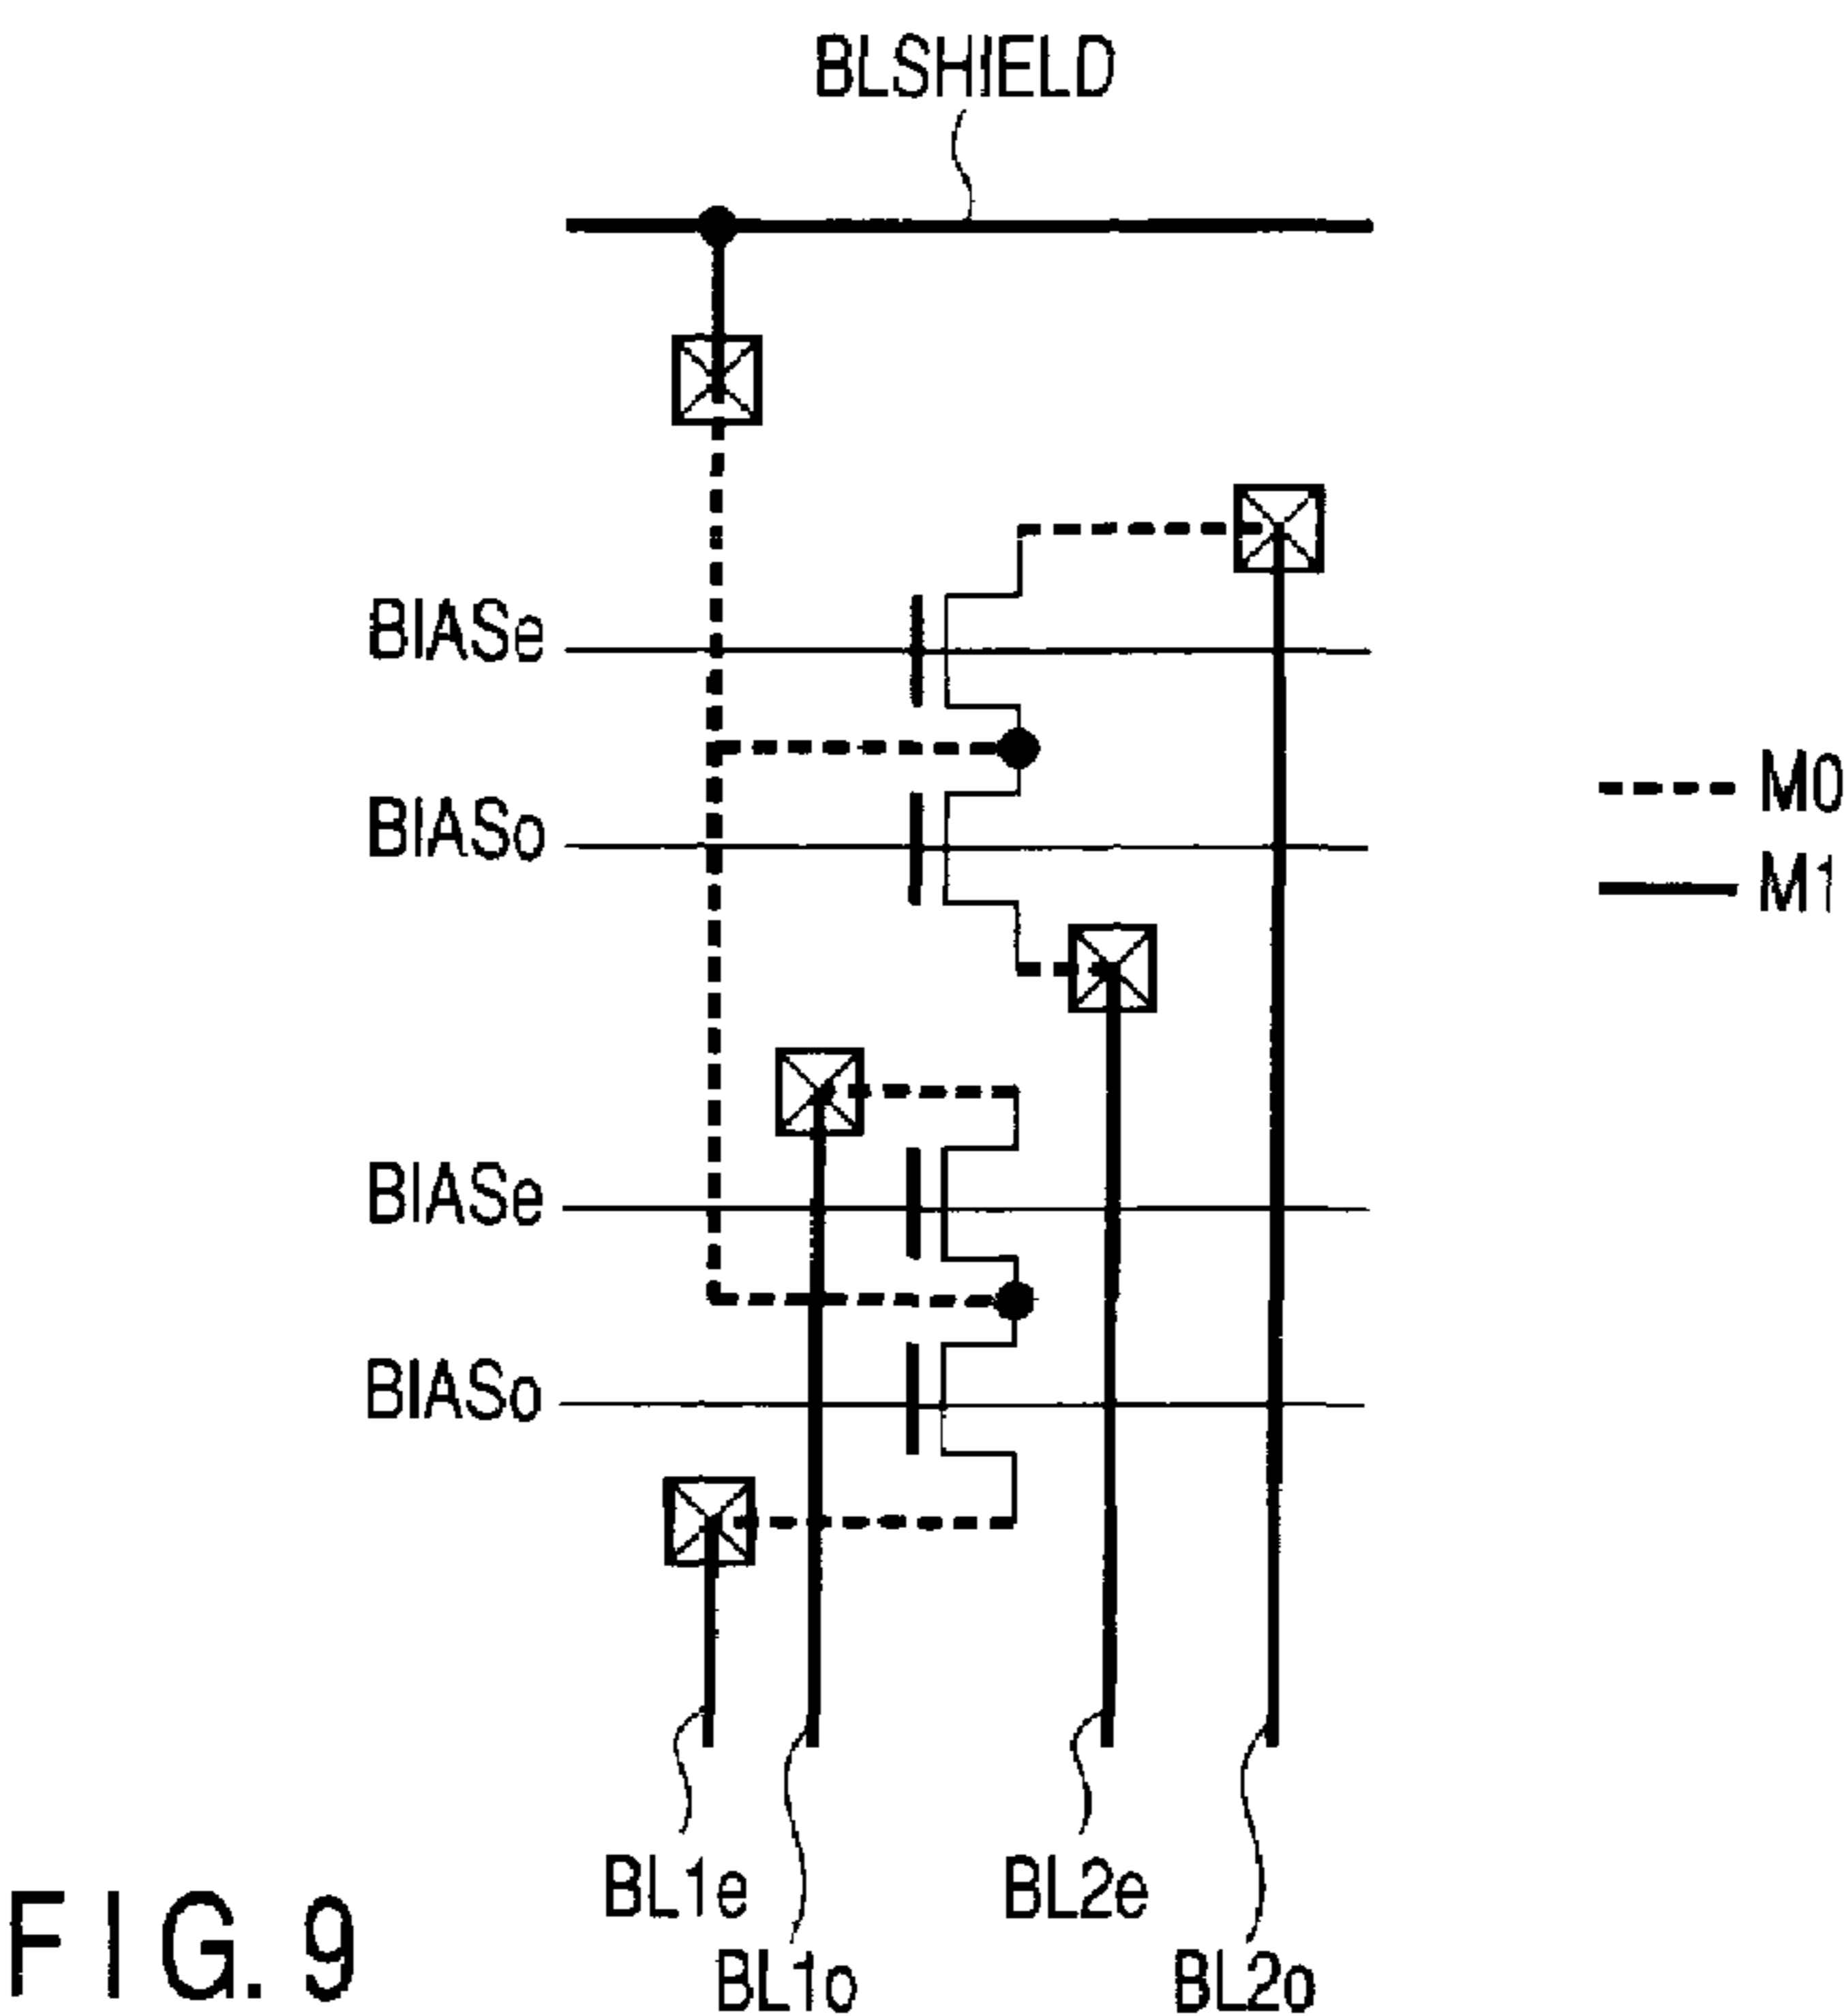 BLSHIELD
BIASe
BIASo
M0
M1
BIASe
BIASo
BL1e
BL2e
BL1o
BL2o
FIG. 9